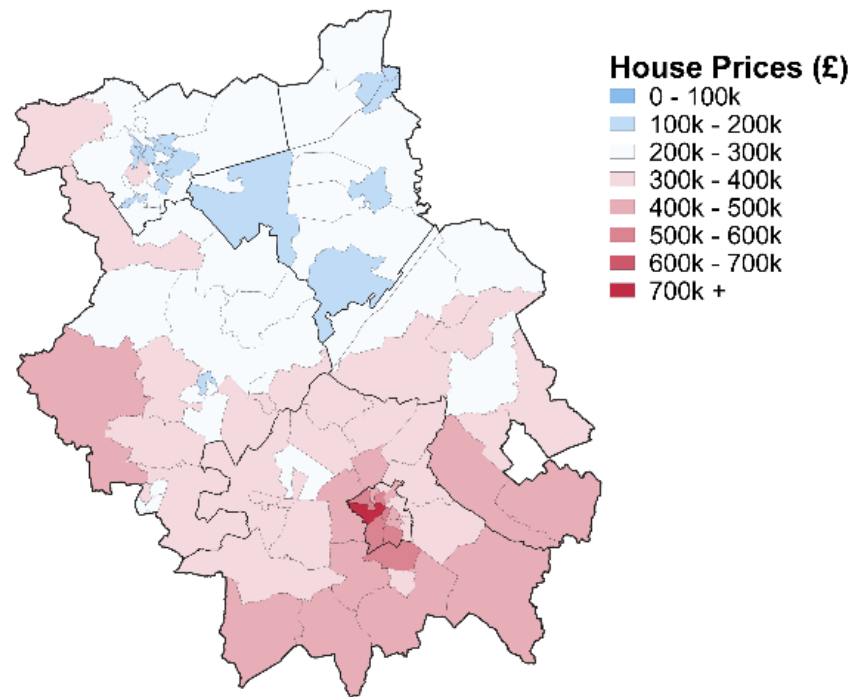 House Prices (£)
0 - 100k
100k - 200k
200k - 300k
300k - 400k
400k - 500k
500k - 600k
600k - 700k
700k +